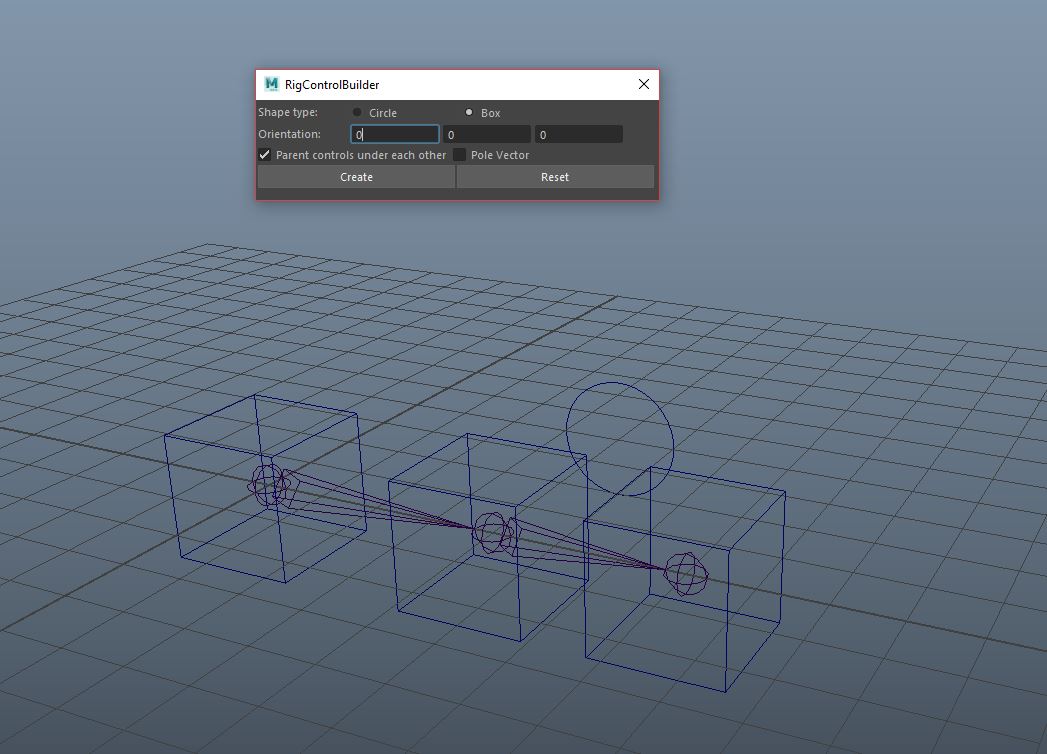 RigControlBuilder
Shape type: Circle Box
Orientation: 0 0 0
Parent controls under each other Pole Vector
Create Reset